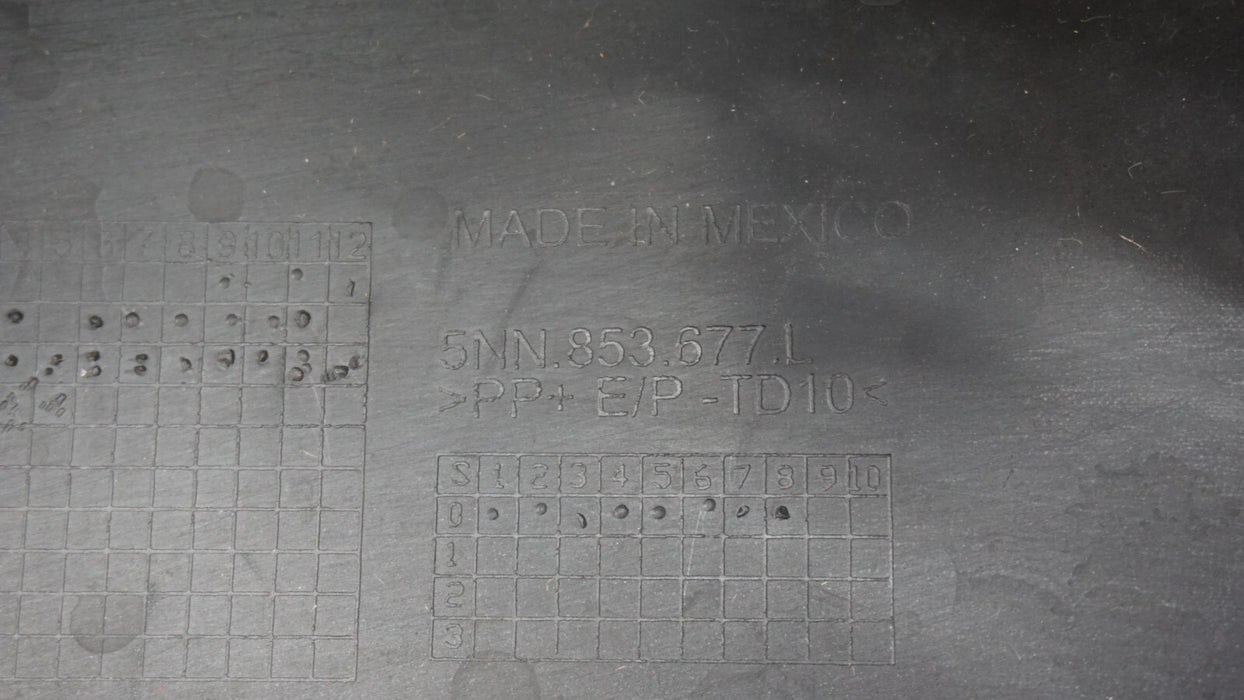 MADE IN MEXICO
7 8 9 10 11 12
5NN.853.677.L
>PP+ E/P -TD10<
S 1 2 3 4 5 6 7 8 9 10
0
1
2
3